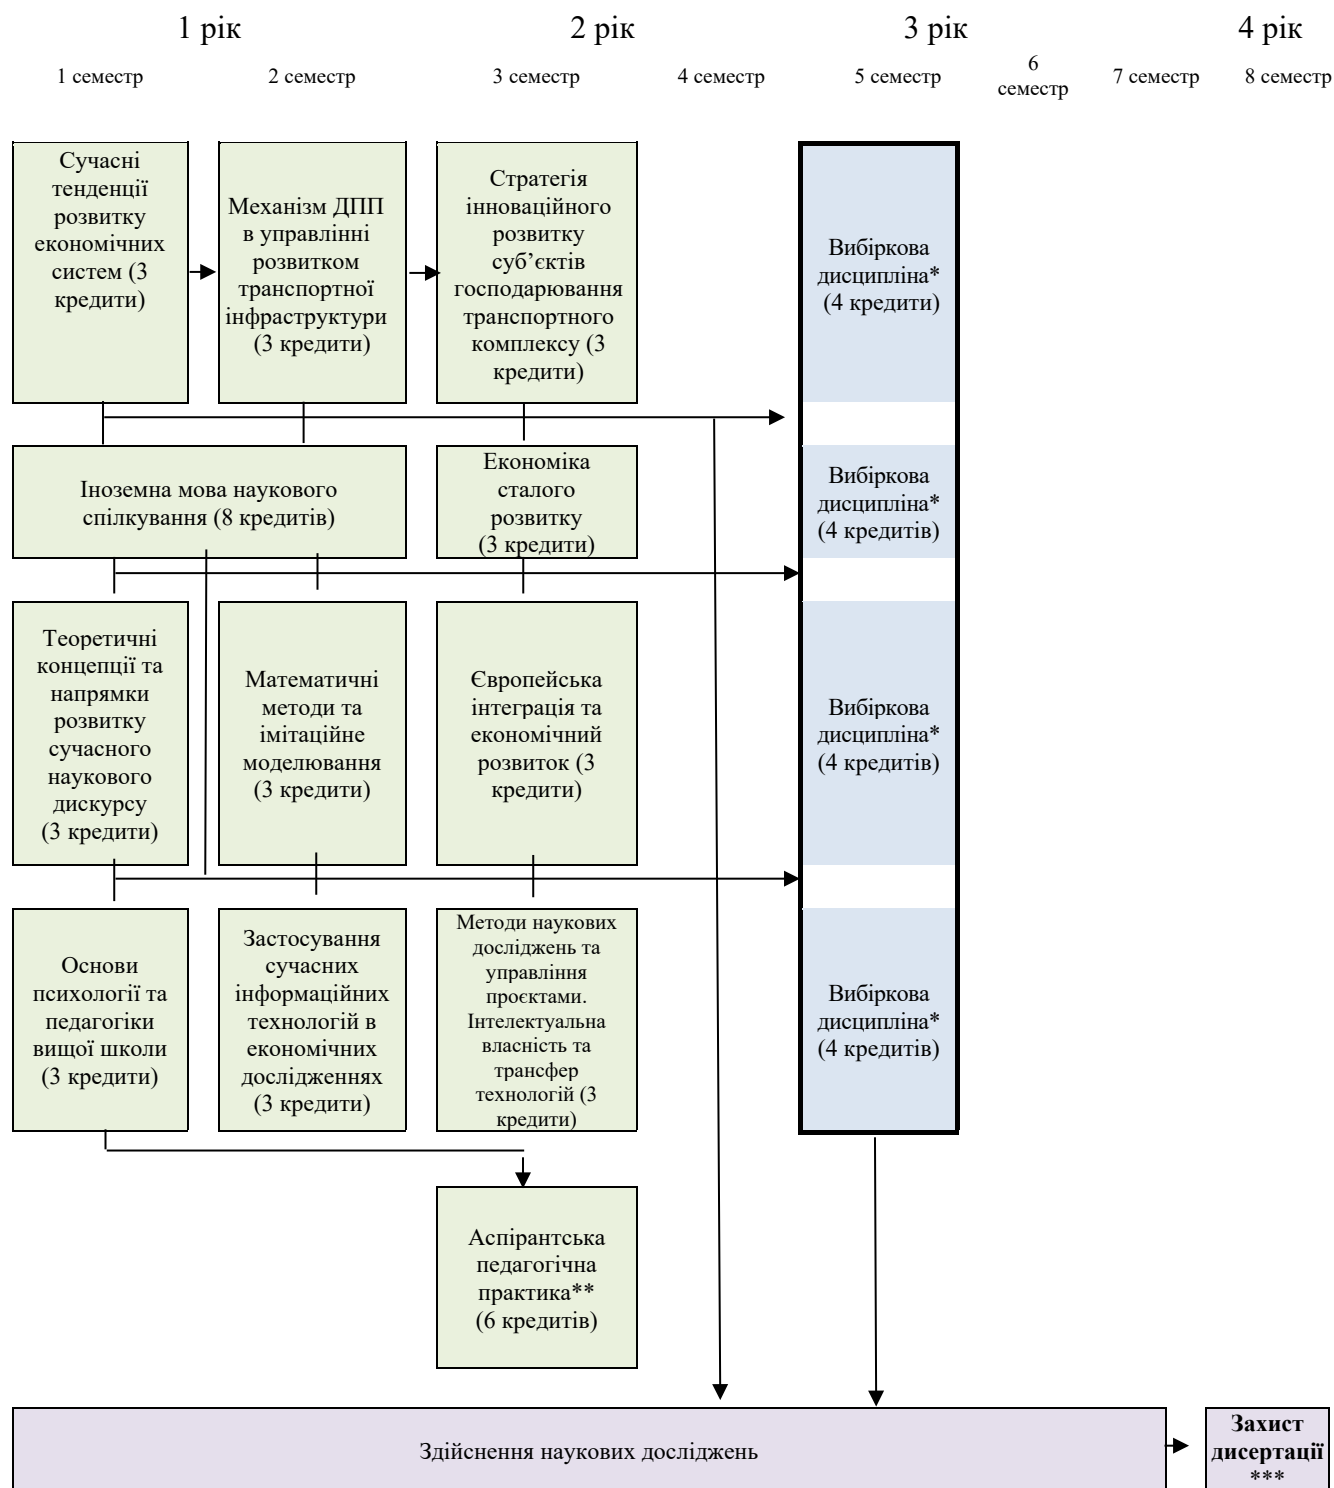 1 рік
2 рік
3 рік
4 рік
1 семестр
2 семестр
3 семестр
4 семестр
5 семестр
6
семестр
7 семестр
8 семестр
Сучасні
тенденції
розвитку
економічних
систем (3
кредити)
Механізм ДПП
в управлінні
розвитком
транспортної
інфраструктури
(3 кредити)
Стратегія
інноваційного
розвитку
суб’єктів
господарювання
транспортного
комплексу (3
кредити)
Вибіркова
дисципліна*
(4 кредити)
Іноземна мова наукового
спілкування (8 кредитів)
Економіка
сталого
розвитку
(3 кредити)
Вибіркова
дисципліна*
(4 кредитів)
Теоретичні
концепції та
напрямки
розвитку
сучасного
наукового
дискурсу
(3 кредити)
Математичні
методи та
імітаційне
моделювання
(3 кредити)
Європейська
інтеграція та
економічний
розвиток (3
кредити)
Вибіркова
дисципліна*
(4 кредитів)
Основи
психології та
педагогіки
вищої школи
(3 кредити)
Застосування
сучасних
інформаційних
технологій в
економічних
дослідженнях
(3 кредити)
Методи наукових
досліджень та
управління
проєктами.
Інтелектуальна
власність та
трансфер
технологій (3
кредити)
Вибіркова
дисципліна*
(4 кредитів)
Аспірантська
педагогічна
практика**
(6 кредитів)
Здійснення наукових досліджень
Захист
дисертації
***